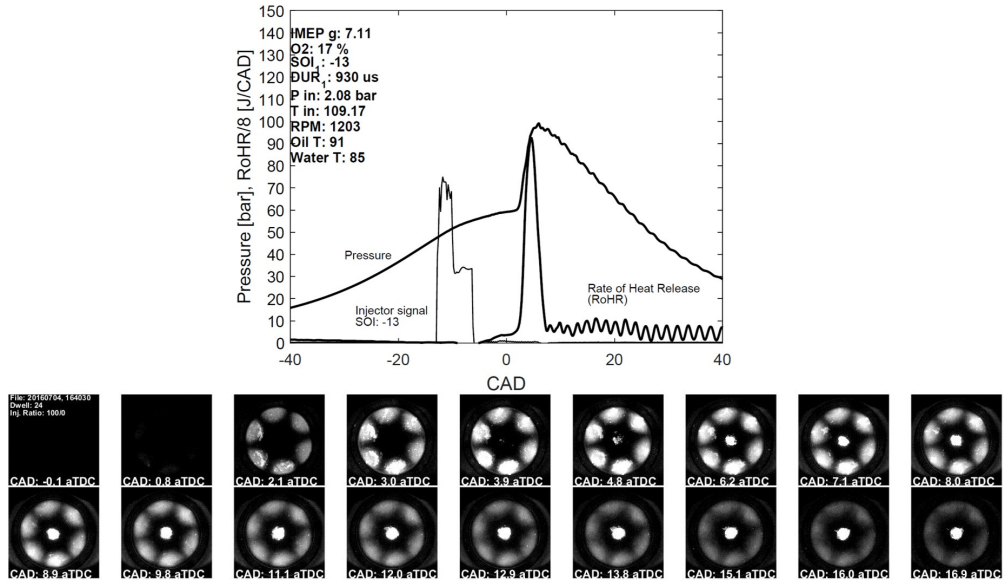 150
140
130
120
110
100
90
80
70
60
50
40
30
20
10
0
Pressure [bar], RoHR/8 [J/CAD]
IMEP g: 7.11
O2: 17 %
SOI1: -13
DUR1: 930 us
P in: 2.08 bar
T in: 109.17
RPM: 1203
Oil T: 91
Water T: 85
Pressure
Injector signal
SOI: -13
Rate of Heat Release
(RoHR)
-40 -20 0 20 40
CAD
File: 20160704, 164030
Dwell: 24
Inj. Ratio: 100/0
CAD: -0.1 aTDC CAD: 0.8 aTDC CAD: 2.1 aTDC CAD: 3.0 aTDC CAD: 3.9 aTDC CAD: 4.8 aTDC CAD: 6.2 aTDC CAD: 7.1 aTDC CAD: 8.0 aTDC
CAD: 8.9 aTDC CAD: 9.8 aTDC CAD: 11.1 aTDC CAD: 12.0 aTDC CAD: 12.9 aTDC CAD: 13.8 aTDC CAD: 15.1 aTDC CAD: 16.0 aTDC CAD: 16.9 aTDC